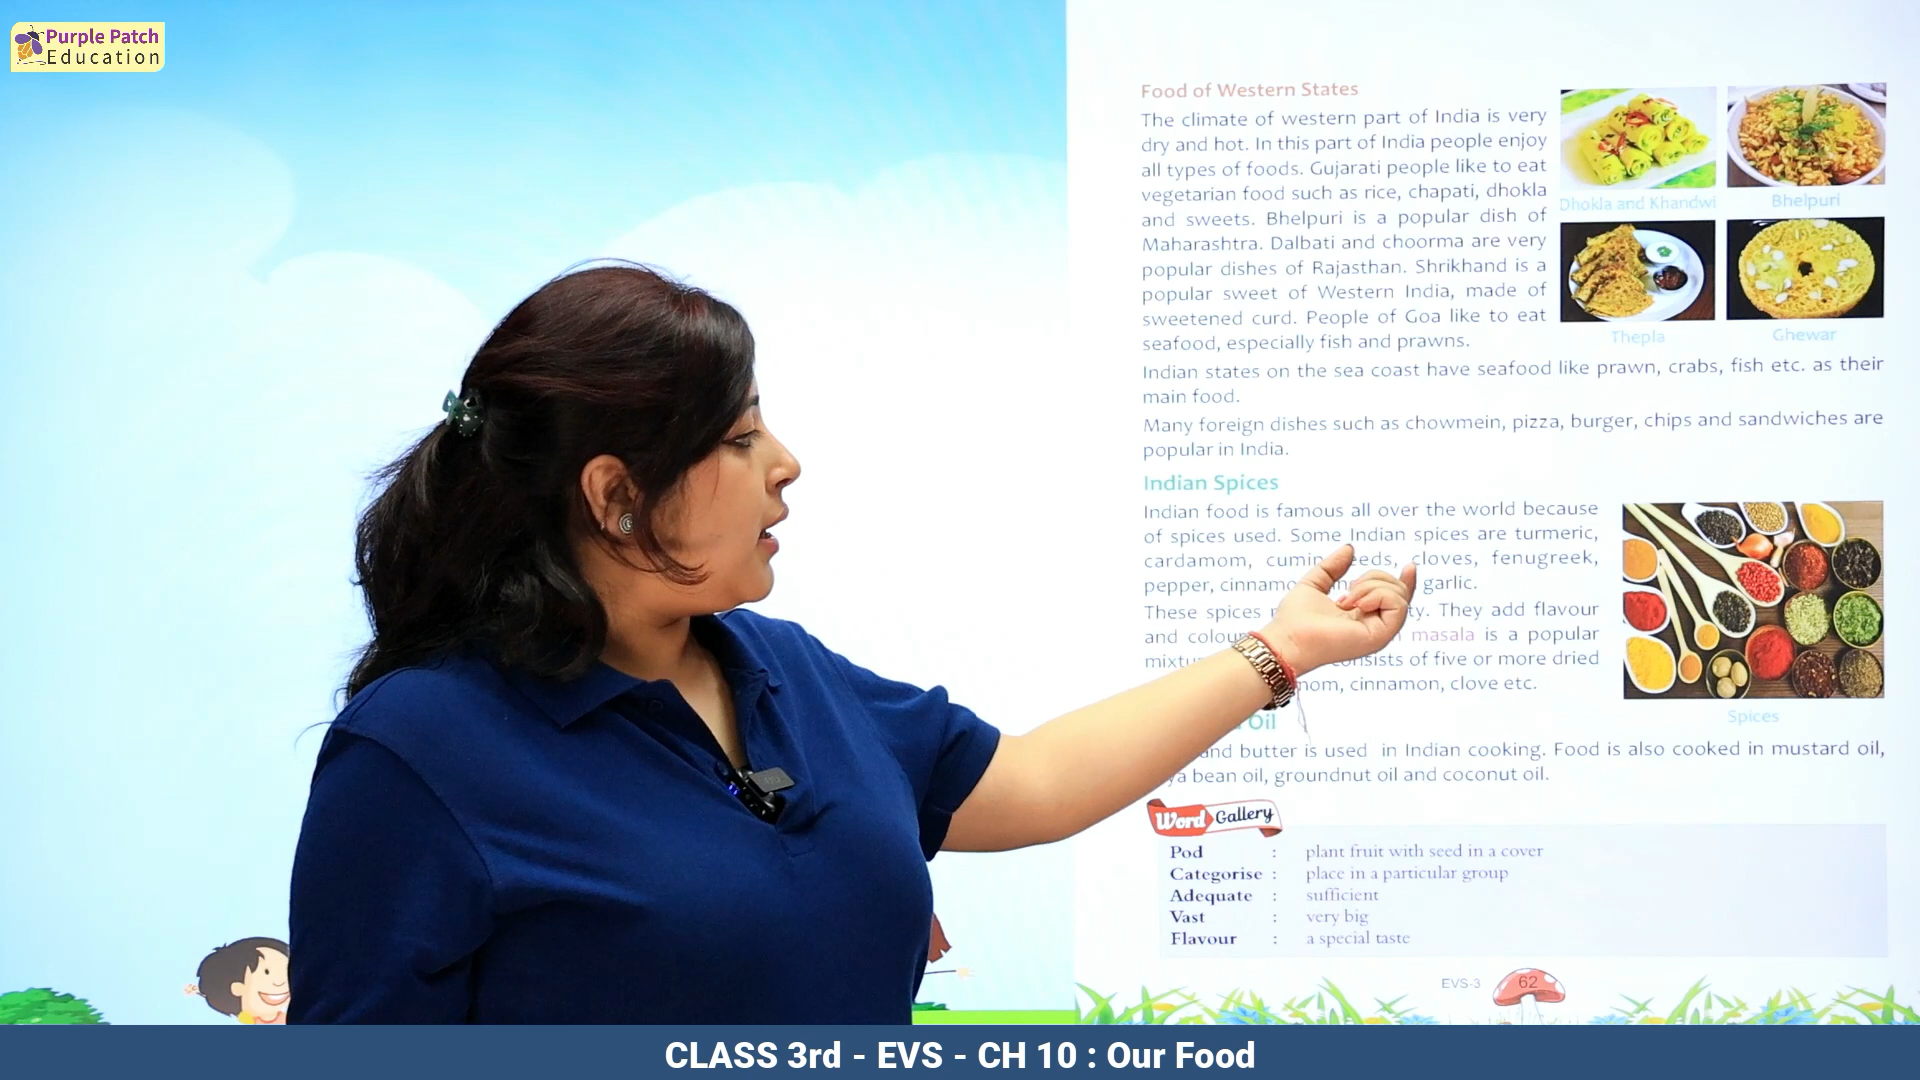 Purple Patch
Education
Food of Western States
The climate of western part of India is very
dry and hot. In this part of India people enjoy
all types of foods. Gujarati people like to eat
vegetarian food such as rice, chapati, dhokla
and sweets. Bhelpuri is a popular dish of
Maharashtra. Dalbati and choorma are very
popular dishes of Rajasthan. Shrikhand is a
popular sweet of Western India, made of
sweetened curd. People of Goa like to eat
seafood, especially fish and prawns.
Dhokla and Khandwi
Bhelpuri
Thepla
Ghewar
Indian states on the sea coast have seafood like prawn, crabs, fish etc. as their
main food.
Many foreign dishes such as chowmein, pizza, burger, chips and sandwiches are
popular in India.
Indian Spices
Indian food is famous all over the world because
of spices used. Some Indian spices are turmeric,
cardamom, cumin cloves, fenugreek,
pepper, garlic.
These spices They add flavour
and masala is a popular
of five or more dried
cinnamon, clove etc.
Spices
Oil
and butter is used in Indian cooking. Food is also cooked in mustard oil,
bean oil, groundnut oil and coconut oil.
Word Gallery
Pod : plant fruit with seed in a cover
Categorise : place in a particular group
Adequate : sufficient
Vast : very big
Flavour : a special taste
EVS-3 62
CLASS 3rd - EVS - CH 10 : Our Food